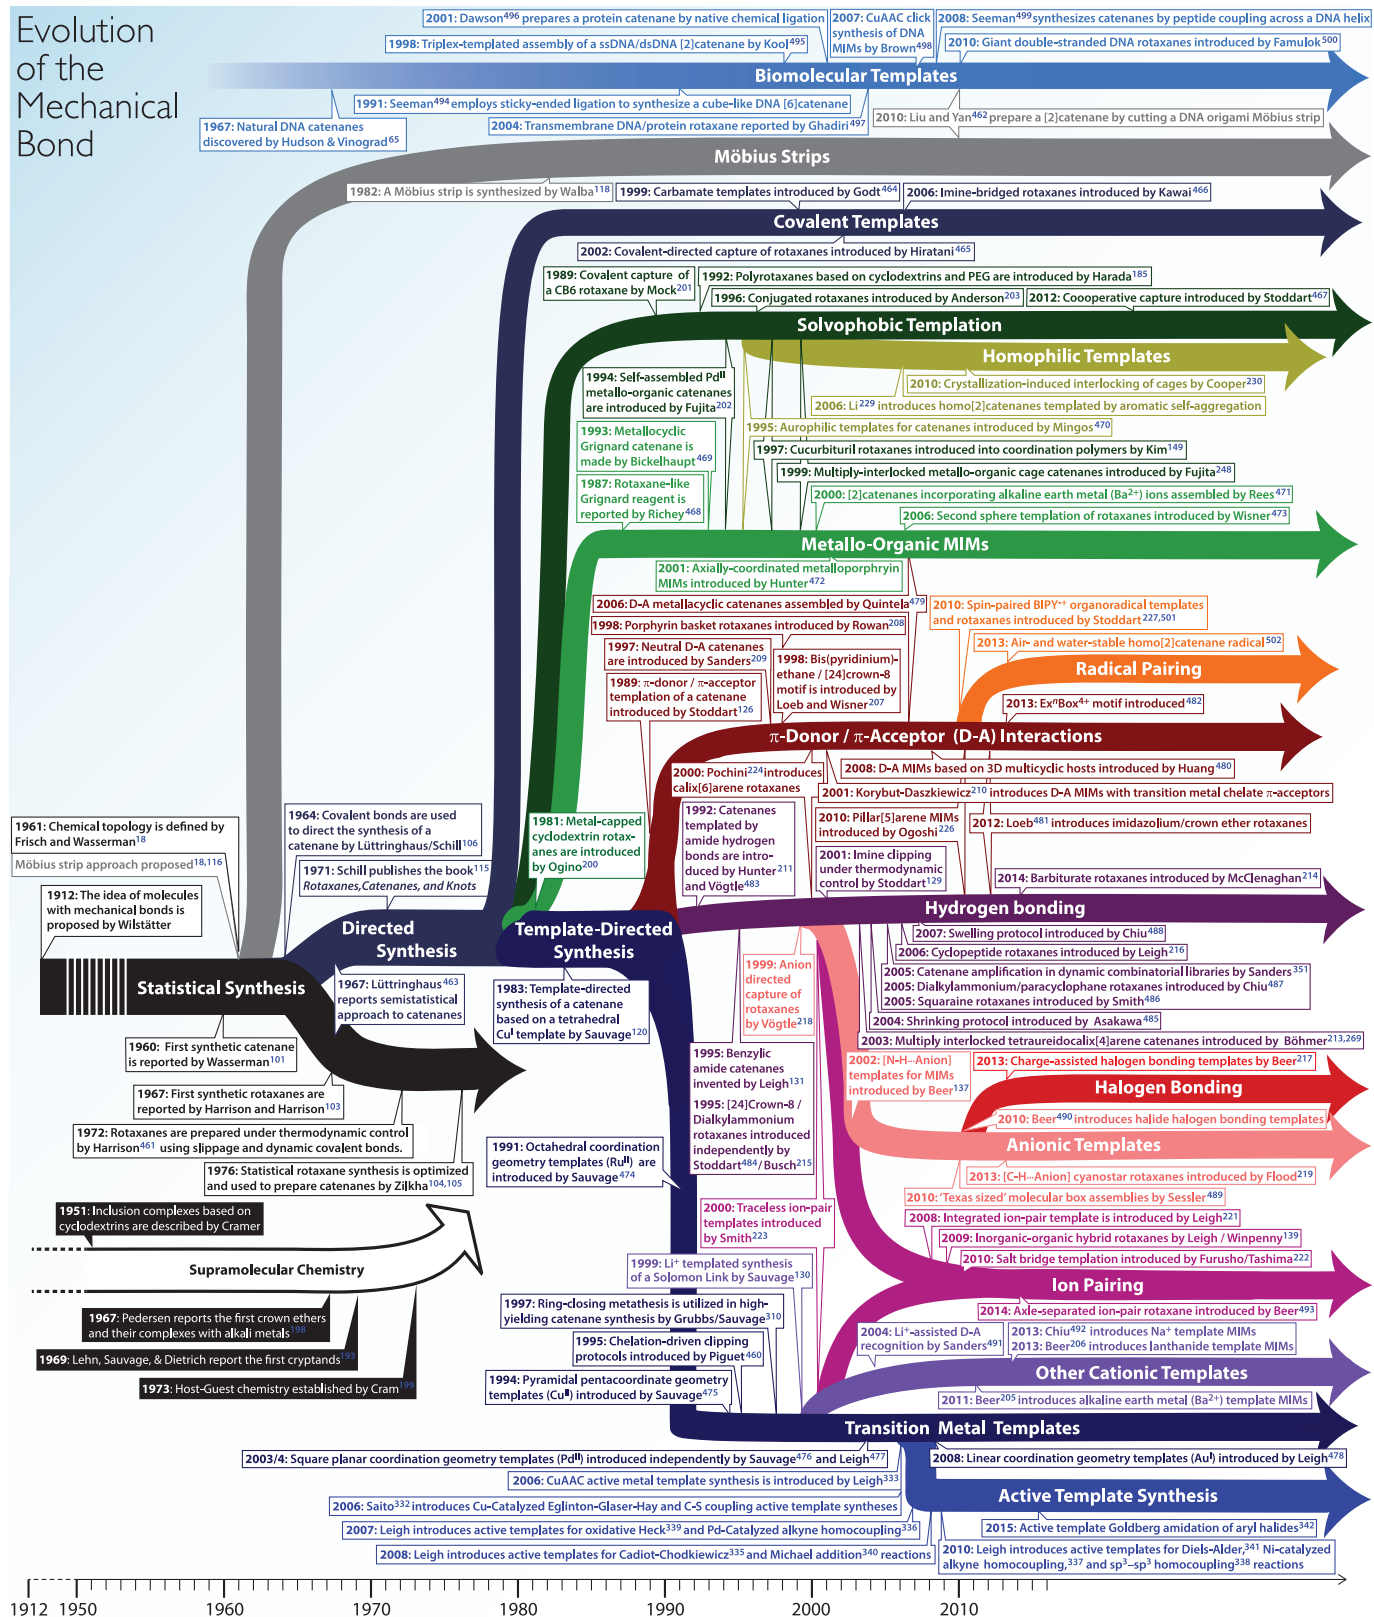 Evolution
of the
Mechanical
Bond
2001: Dawson496 prepares a protein catenane by native chemical ligation
2007: CuAAC click
synthesis of DNA
MIMs by Brown498
2008: Seeman499 synthesizes catenanes by peptide coupling across a DNA helix
1998: Triplex-templated assembly of a ssDNA/dsDNA [2]catenane by Kool495
2010: Giant double-stranded DNA rotaxanes introduced by Famulok500
Biomolecular Templates
1991: Seeman494 employs sticky-ended ligation to synthesize a cube-like DNA [6]catenane
1967: Natural DNA catenanes
discovered by Hudson & Vinograd65
2004: Transmembrane DNA/protein rotaxane reported by Ghadiri497
2010: Liu and Yan462 prepare a [2]catenane by cutting a DNA origami Möbius strip
Möbius Strips
1982: A Möbius strip is synthesized by Walba118
1999: Carbamate templates introduced by Godt464
2006: Imine-bridged rotaxanes introduced by Kawai466
Covalent Templates
2002: Covalent-directed capture of rotaxanes introduced by Hiratani465
1989: Covalent capture of
a CB6 rotaxane by Mock201
1992: Polyrotaxanes based on cyclodextrins and PEG are introduced by Harada185
1996: Conjugated rotaxanes introduced by Anderson203
2012: Coooperative capture introduced by Stoddart467
Solvophobic Templation
Homophilic Templates
1994: Self-assembled PdII
metallo-organic catenanes
are introduced by Fujita202
2010: Crystallization-induced interlocking of cages by Cooper230
2006: Li229 introduces homo[2]catenanes templated by aromatic self-aggregation
1995: Aurophilic templates for catenanes introduced by Mingos470
1993: Metallocyclic
Grignard catenane is
made by Bickelhaupt469
1997: Cucurbituril rotaxanes introduced into coordination polymers by Kim149
1999: Multiply-interlocked metallo-organic cage catenanes introduced by Fujita248
1987: Rotaxane-like
Grignard reagent is
reported by Richey468
2000: [2]catenanes incorporating alkaline earth metal (Ba2+) ions assembled by Rees471
2006: Second sphere templation of rotaxanes introduced by Wisner473
Metallo-Organic MIMs
2001: Axially-coordinated metalloporphryin
MIMs introduced by Hunter472
2006: D-A metallacyclic catenanes assembled by Quintela479
1998: Porphyrin basket rotaxanes introduced by Rowan208
2010: Spin-paired BIPY•+ organoradical templates
and rotaxanes introduced by Stoddart227,501
2013: Air- and water-stable homo[2]catenane radical502
1997: Neutral D-A catenanes
are introduced by Sanders209
1998: Bis(pyridinium)-
ethane / [24]crown-8
motif is introduced by
Loeb and Wisner207
Radical Pairing
1989: π-donor / π-acceptor
templation of a catenane
introduced by Stoddart126
2013: ExnBox4+ motif introduced482
π-Donor / π-Acceptor (D-A) Interactions
2000: Pochini224 introduces
calix[6]arene rotaxanes
2008: D-A MIMs based on 3D multicyclic hosts introduced by Huang480
2001: Korybut-Daszkiewicz210 introduces D-A MIMs with transition metal chelate π-acceptors
1992: Catenanes
templated by
amide hydrogen
bonds are intro-
duced by Hunter211
and Vögtle483
2010: Pillar[5]arene MIMs
introduced by Ogoshi226
2012: Loeb481 introduces imidazolium/crown ether rotaxanes
2001: Imine clipping
under thermodynamic
control by Stoddart129
2014: Barbiturate rotaxanes introduced by McClenaghan214
1964: Covalent bonds are used
to direct the synthesis of a
catenane by Lüttringhaus/Schill106
1981: Metal-capped
cyclodextrin rotax-
anes are introduced
by Ogino200
1961: Chemical topology is defined by
Frisch and Wasserman18
Möbius strip approach proposed18,116
1971: Schill publishes the book115
Rotaxanes,Catenanes, and Knots
1912: The idea of molecules
with mechanical bonds is
proposed by Wilstätter
Hydrogen bonding
Directed
Synthesis
Template-Directed
Synthesis
2007: Swelling protocol introduced by Chiu488
2006: Cyclopeptide rotaxanes introduced by Leigh216
2005: Catenane amplification in dynamic combinatorial libraries by Sanders351
2005: Dialkylammonium/paracyclophane rotaxanes introduced by Chiu487
2005: Squaraine rotaxanes introduced by Smith486
2004: Shrinking protocol introduced by Asakawa485
2003: Multiply interlocked tetraureidocalix[4]arene catenanes introduced by Böhmer213,269
1999: Anion
directed
capture of
rotaxanes
by Vögtle218
Statistical Synthesis
1967: Lüttringhaus463
reports semistatistical
approach to catenanes
1983: Template-directed
synthesis of a catenane
based on a tetrahedral
CuI template by Sauvage120
1960: First synthetic catenane
is reported by Wasserman101
1995: Benzylic
amide catenanes
invented by Leigh131
1995: [24]Crown-8 /
Dialkylammonium
rotaxanes introduced
independently by
Stoddart484/Busch215
2002: [N-H···Anion]
templates for MIMs
introduced by Beer137
2013: Charge-assisted halogen bonding templates by Beer217
Halogen Bonding
2010: Beer490 introduces halide halogen bonding templates
Anionic Templates
1967: First synthetic rotaxanes are
reported by Harrison and Harrison103
1972: Rotaxanes are prepared under thermodynamic control
by Harrison461 using slippage and dynamic covalent bonds.
1976: Statistical rotaxane synthesis is optimized
and used to prepare catenanes by Zilkha104,105
1991: Octahedral coordination
geometry templates (RuII) are
introduced by Sauvage474
2013: [C-H···Anion] cyanostar rotaxanes introduced by Flood219
2010: 'Texas sized' molecular box assemblies by Sessler489
1951: Inclusion complexes based on
cyclodextrins are described by Cramer
2000: Traceless ion-pair
templates introduced
by Smith223
2008: Integrated ion-pair template is introduced by Leigh221
2009: Inorganic-organic hybrid rotaxanes by Leigh / Winpenny139
2010: Salt bridge templation introduced by Furusho/Tashima222
Supramolecular Chemistry
1999: Li+ templated synthesis
of a Solomon Link by Sauvage130
Ion Pairing
2014: Axle-separated ion-pair rotaxane introduced by Beer493
1967: Pedersen reports the first crown ethers
and their complexes with alkali metals198
1997: Ring-closing metathesis is utilized in high-
yielding catenane synthesis by Grubbs/Sauvage310
2004: Li+-assisted D-A
recognition by Sanders491
2013: Chiu492 introduces Na+ template MIMs
2013: Beer206 introduces lanthanide template MIMs
1969: Lehn, Sauvage, & Dietrich report the first cryptands193
1995: Chelation-driven clipping
protocols introduced by Piguet460
Other Cationic Templates
1973: Host-Guest chemistry established by Cram199
1994: Pyramidal pentacoordinate geometry
templates (CuII) introduced by Sauvage475
2011: Beer205 introduces alkaline earth metal (Ba2+) template MIMs
Transition Metal Templates
2003/4: Square planar coordination geometry templates (PdII) introduced independently by Sauvage476 and Leigh477
2008: Linear coordination geometry templates (AuI) introduced by Leigh478
2006: CuAAC active metal template synthesis is introduced by Leigh333
Active Template Synthesis
2006: Saito332 introduces Cu-Catalyzed Eglinton-Glaser-Hay and C-S coupling active template syntheses
2007: Leigh introduces active templates for oxidative Heck339 and Pd-Catalyzed alkyne homocoupling336
2015: Active template Goldberg amidation of aryl halides342
2008: Leigh introduces active templates for Cadiot-Chodkiewicz335 and Michael addition340 reactions
2010: Leigh introduces active templates for Diels-Alder,341 Ni-catalyzed
alkyne homocoupling,337 and sp3–sp3 homocoupling338 reactions
1912 1950 1960 1970 1980 1990 2000 2010